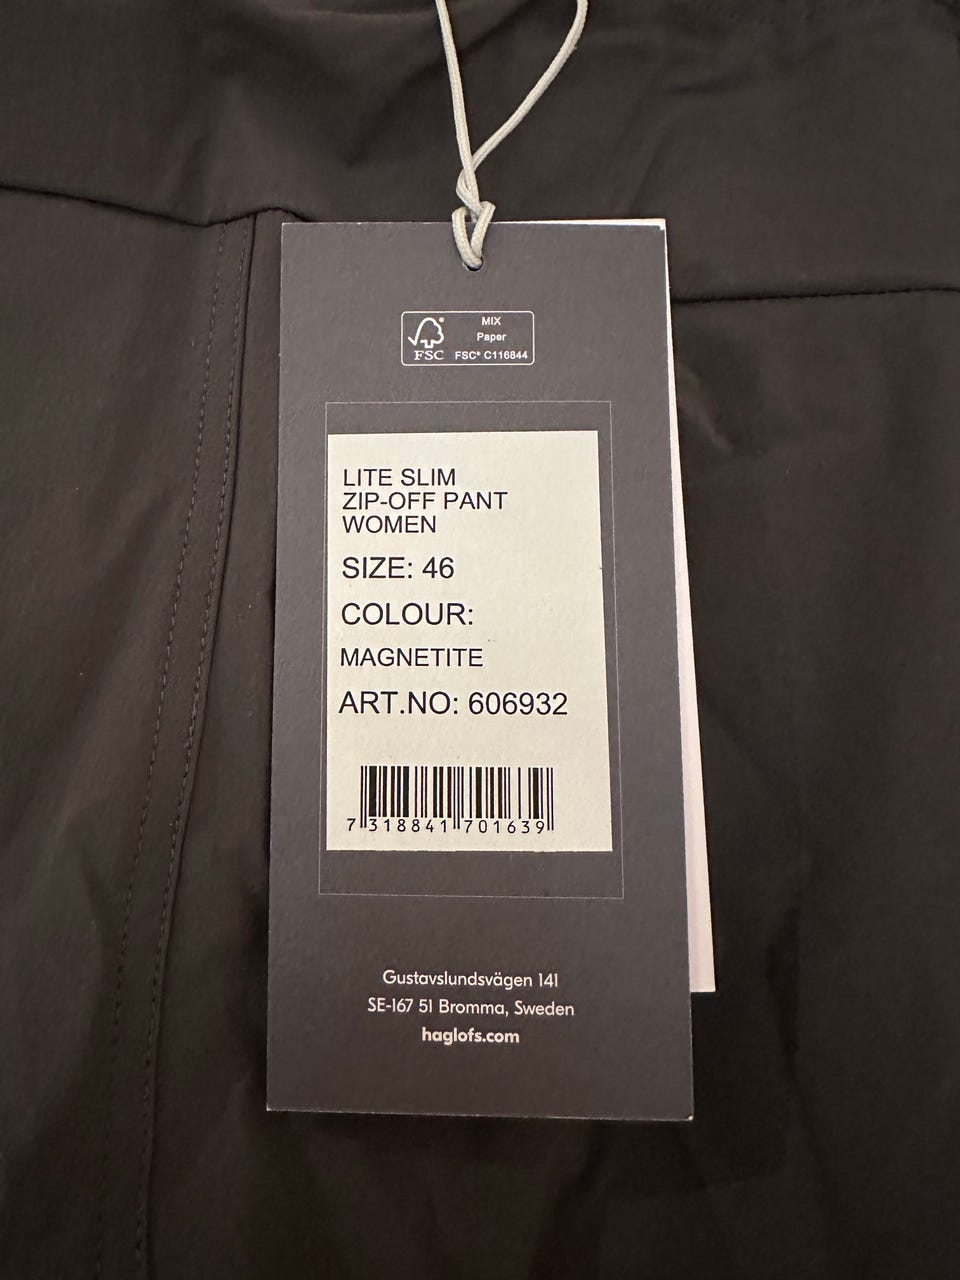 FSC
MIX
Paper
FSC® C116844
LITE SLIM
ZIP-OFF PANT
WOMEN
SIZE: 46
COLOUR:
MAGNETITE
ART.NO: 606932
7 318841 701639
Gustavslundsvägen 141
SE-167 51 Bromma, Sweden
haglofs.com